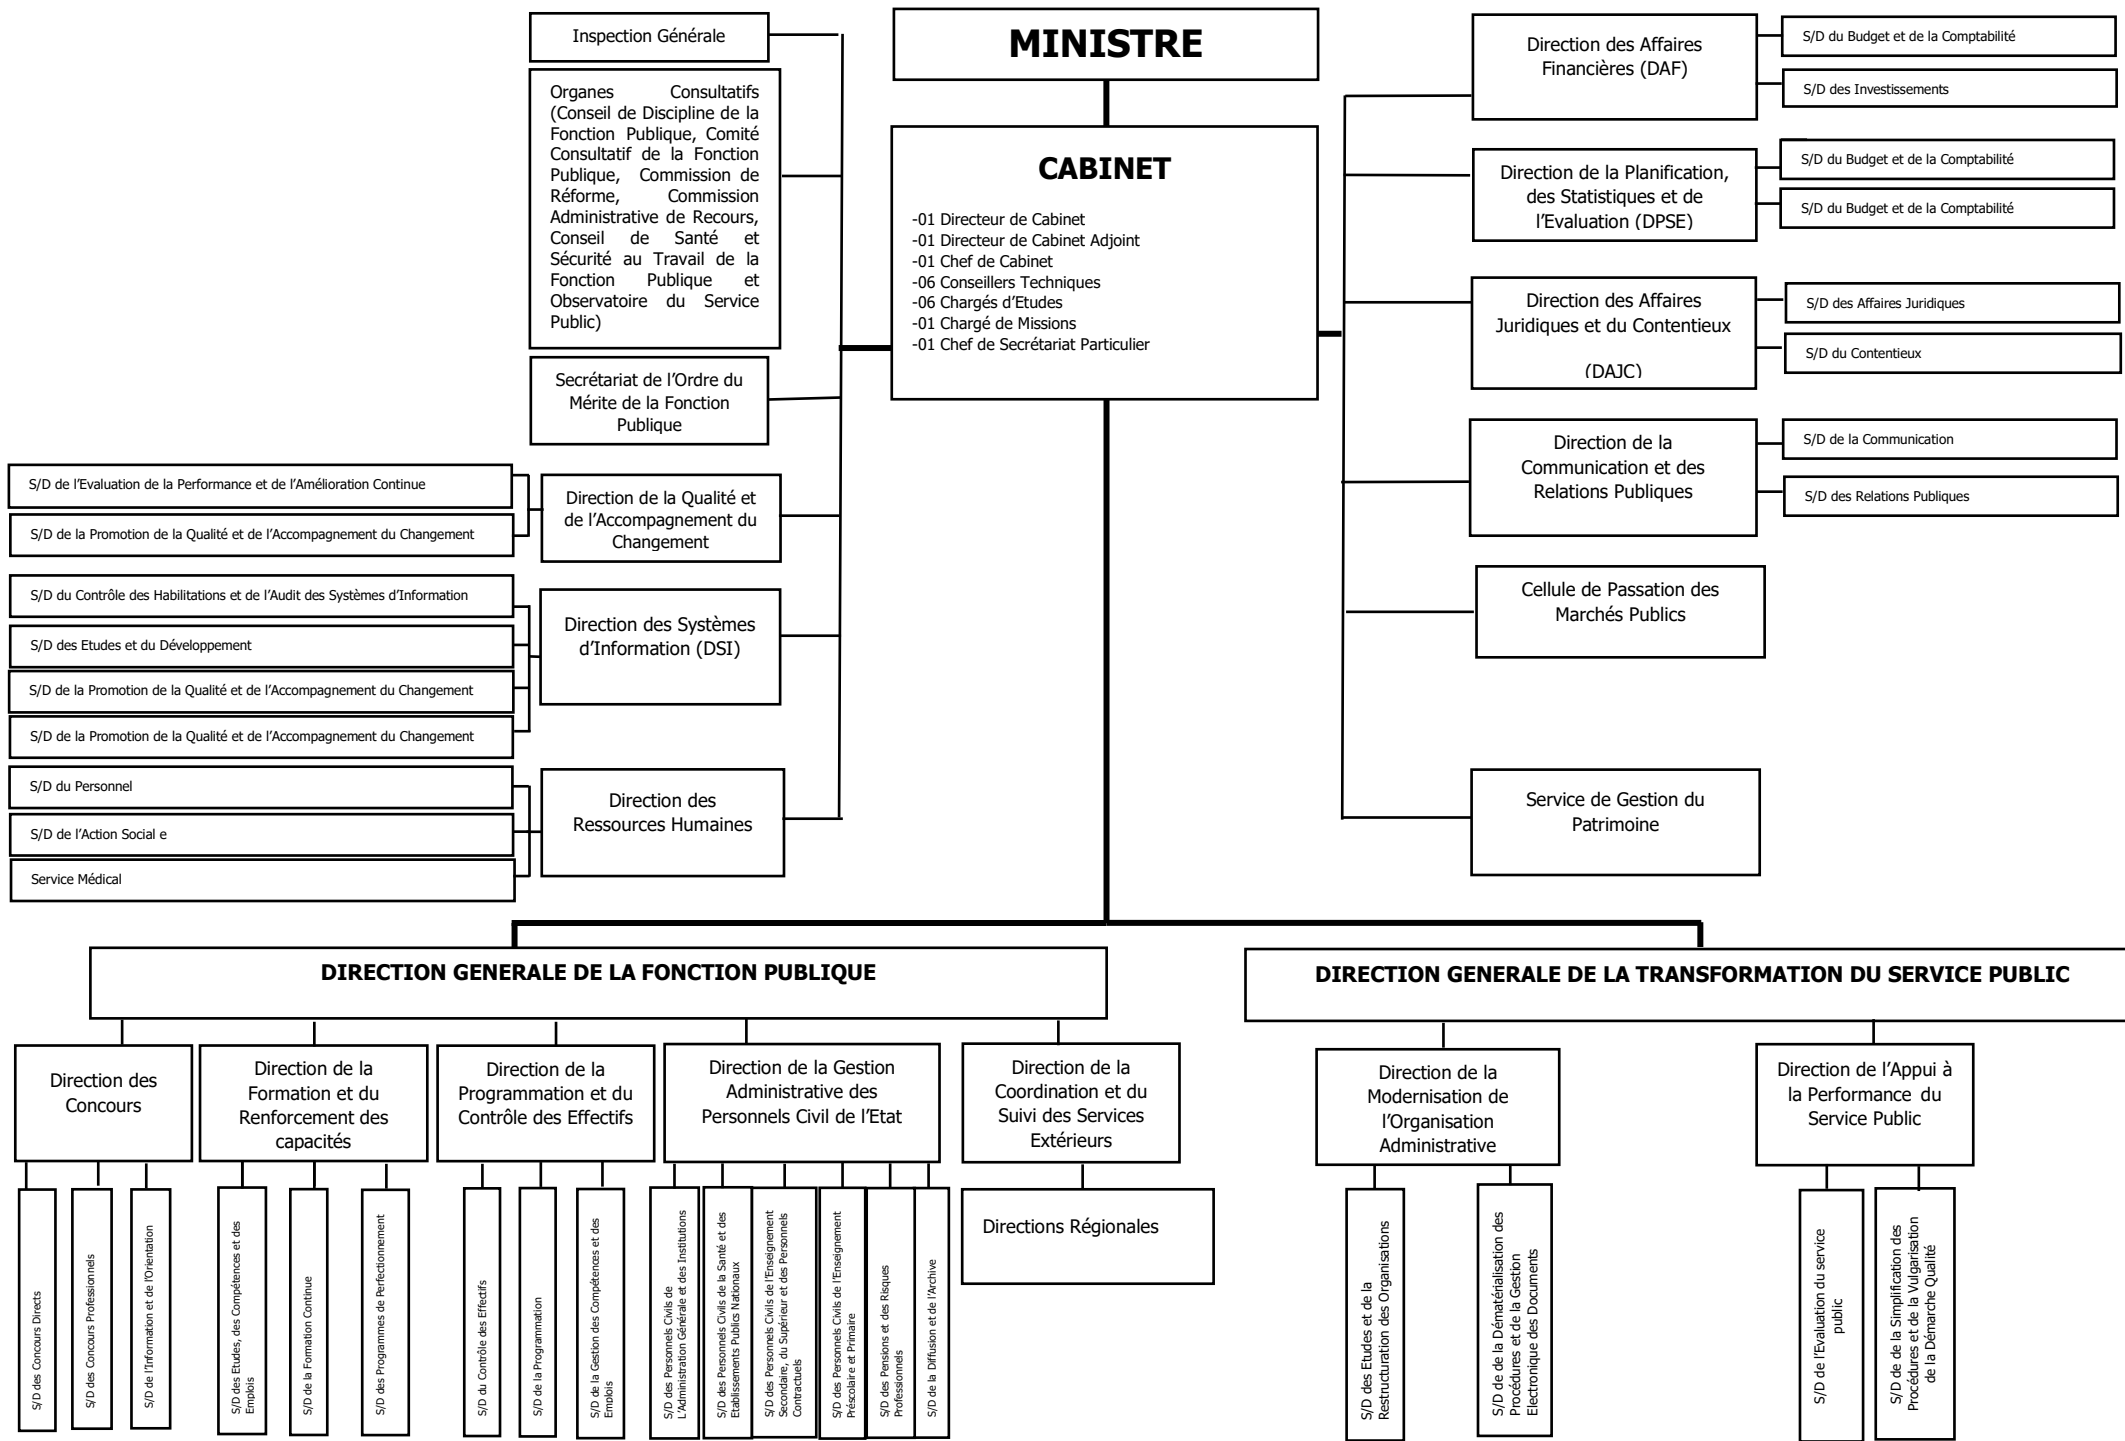 MINISTRE
Inspection Générale
Organes Consultatifs
(Conseil de Discipline de la
Fonction Publique, Comité
Consultatif de la Fonction
Publique, Commission de
Réforme, Commission
Administrative de Recours,
Conseil de Santé et
Sécurité au Travail de la
Fonction Publique et
Observatoire du Service
Public)
Secrétariat de l'Ordre du
Mérite de la Fonction
Publique
CABINET
-01 Directeur de Cabinet
-01 Directeur de Cabinet Adjoint
-01 Chef de Cabinet
-06 Conseillers Techniques
-06 Chargés d'Etudes
-01 Chargé de Missions
-01 Chef de Secrétariat Particulier
Direction des Affaires
Financières (DAF)
S/D du Budget et de la Comptabilité
S/D des Investissements
Direction de la Planification,
des Statistiques et de
l'Evaluation (DPSE)
S/D du Budget et de la Comptabilité
S/D du Budget et de la Comptabilité
Direction des Affaires
Juridiques et du Contentieux
(DAJC)
S/D des Affaires Juridiques
S/D du Contentieux
Direction de la
Communication et des
Relations Publiques
S/D de la Communication
S/D des Relations Publiques
Cellule de Passation des
Marchés Publics
Service de Gestion du
Patrimoine
S/D de l'Evaluation de la Performance et de l'Amélioration Continue
S/D de la Promotion de la Qualité et de l'Accompagnement du Changement
Direction de la Qualité et
de l'Accompagnement du
Changement
S/D du Contrôle des Habilitations et de l'Audit des Systèmes d'Information
S/D des Etudes et du Développement
S/D de la Promotion de la Qualité et de l'Accompagnement du Changement
S/D de la Promotion de la Qualité et de l'Accompagnement du Changement
Direction des Systèmes
d'Information (DSI)
S/D du Personnel
S/D de l'Action Social e
Service Médical
Direction des
Ressources Humaines
DIRECTION GENERALE DE LA FONCTION PUBLIQUE
DIRECTION GENERALE DE LA TRANSFORMATION DU SERVICE PUBLIC
Direction des
Concours
Direction de la
Formation et du
Renforcement des
capacités
Direction de la
Programmation et du
Contrôle des Effectifs
Direction de la Gestion
Administrative des
Personnels Civil de l'Etat
Direction de la
Coordination et du
Suivi des Services
Extérieurs
Direction de la
Modernisation de
l'Organisation
Administrative
Direction de l'Appui à
la Performance du
Service Public
S/D des Concours Directs
S/D des Concours Professionnels
S/D de l'Information et de l'Orientation
S/D des Etudes, des Compétences et des
Emplois
S/D de la Formation Continue
S/D des Programmes de Perfectionnement
S/D du Contrôle des Effectifs
S/D de la Programmation
S/D de la Gestion des Compétences et des
Emplois
S/D des Personnels Civils de
L'Administration Générale et des Institutions
S/D des Personnels Civils de la Santé et des
Etablissements Publics Nationaux
S/D des Personnels Civils de l'Enseignement
Secondaire, du Supérieur et des Personnels
Contractuels
S/D des Personnels Civils de l'Enseignement
Préscolaire et Primaire
S/D des Pensions et des Risques
Professionnels
S/D de la Diffusion et de l'Archive
Directions Régionales
S/D des Etudes et de la
Restructuration des Organisations
S/D de de la Dématérialisation des
Procédures et de la Gestion
Electronique des Documents
S/D de l'Evaluation du service
public
S/D de de la Simplification des
Procédures et de la Vulgarisation
de la Démarche Qualité